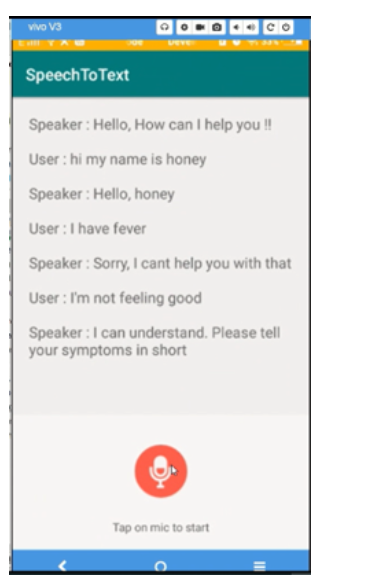 vivo V3
SpeechToText
Speaker : Hello, How can I help you !!
User : hi my name is honey
Speaker : Hello, honey
User : I have fever
Speaker : Sorry, I cant help you with that
User : I'm not feeling good
Speaker : I can understand. Please tell
your symptoms in short
Tap on mic to start